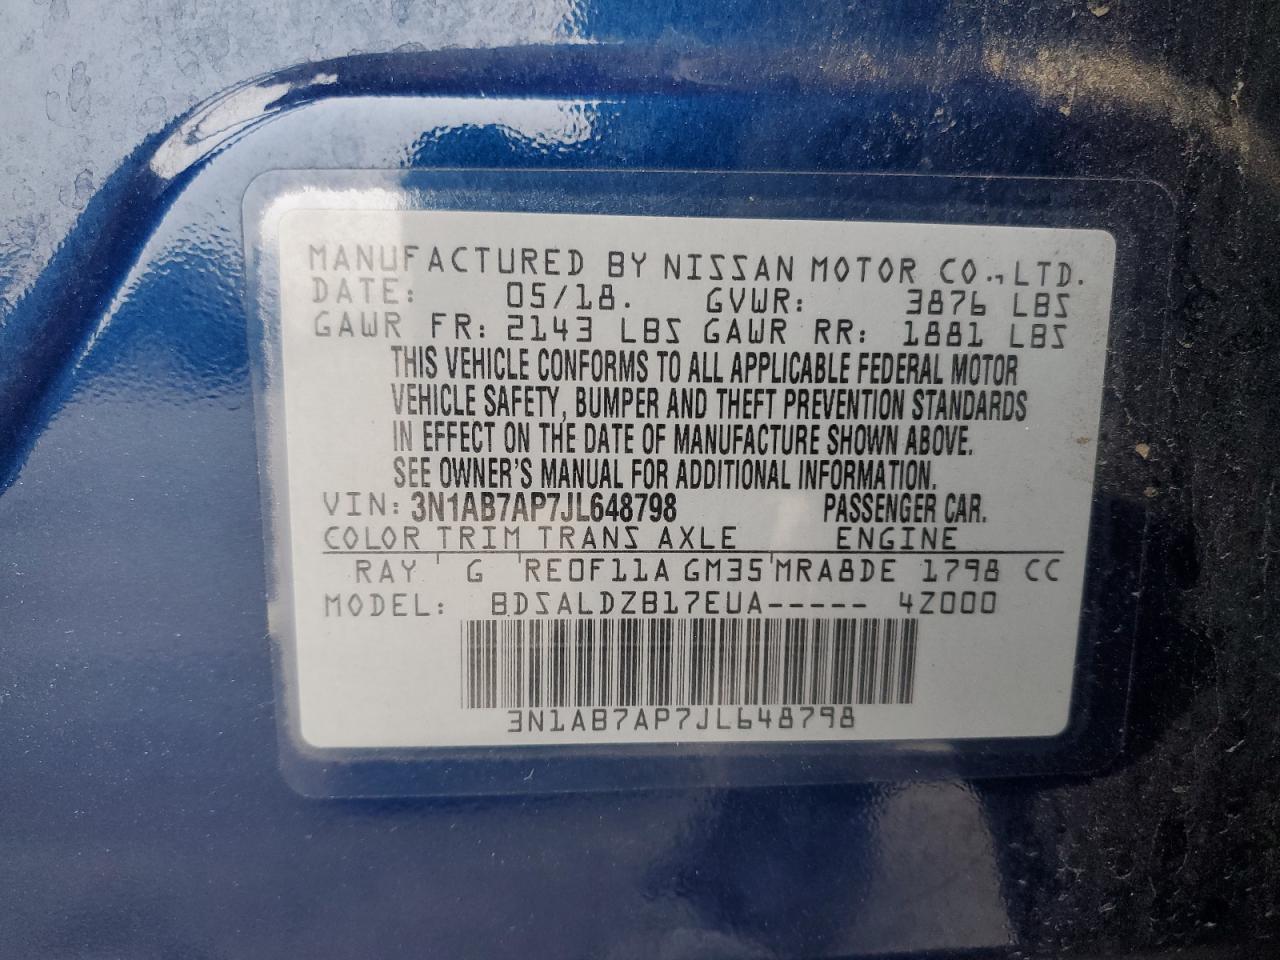 MANUFACTURED BY NISSAN MOTOR CO., LTD.
DATE: 05/18. GVWR: 3876 LBS
GAWR FR: 2143 LBS GAWR RR: 1881 LBS
THIS VEHICLE CONFORMS TO ALL APPLICABLE FEDERAL MOTOR
VEHICLE SAFETY, BUMPER AND THEFT PREVENTION STANDARDS
IN EFFECT ON THE DATE OF MANUFACTURE SHOWN ABOVE.
SEE OWNER'S MANUAL FOR ADDITIONAL INFORMATION.
VIN: 3N1AB7AP7JL648798 PASSENGER CAR.
COLOR TRIM TRANS AXLE ENGINE
RAY G RE0F11A GM35 MRA8DE 1798 CC
MODEL: BDSALDZB17EUA----- 4Z000
3N1AB7AP7JL648798